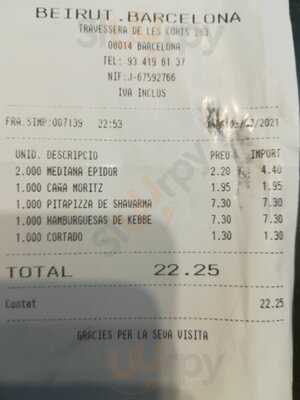 BEIRUT.BARCELONA
TRAVESSERA DE LES CORTS 263
08014 BARCELONA
TEL: 93 419 61 37
NIF:J-67592766
IVA INCLUS
FRA.SIMP:007139 22:53 /2021
UNID. DESCRIPCIO PREU IMPORT
2.000 MEDIANA EPIDOR 2.20 4.40
1.000 CAÑA MORITZ 1.95 1.95
1.000 PITAPIZZA DE SHAVARMA 7.30 7.30
1.000 HAMBURGUESAS DE KEBBE 7.30 7.30
1.000 CORTADO 1.30 1.30
TOTAL 22.25
Contat 22.25
GRACIES PER LA SEVA VISITA